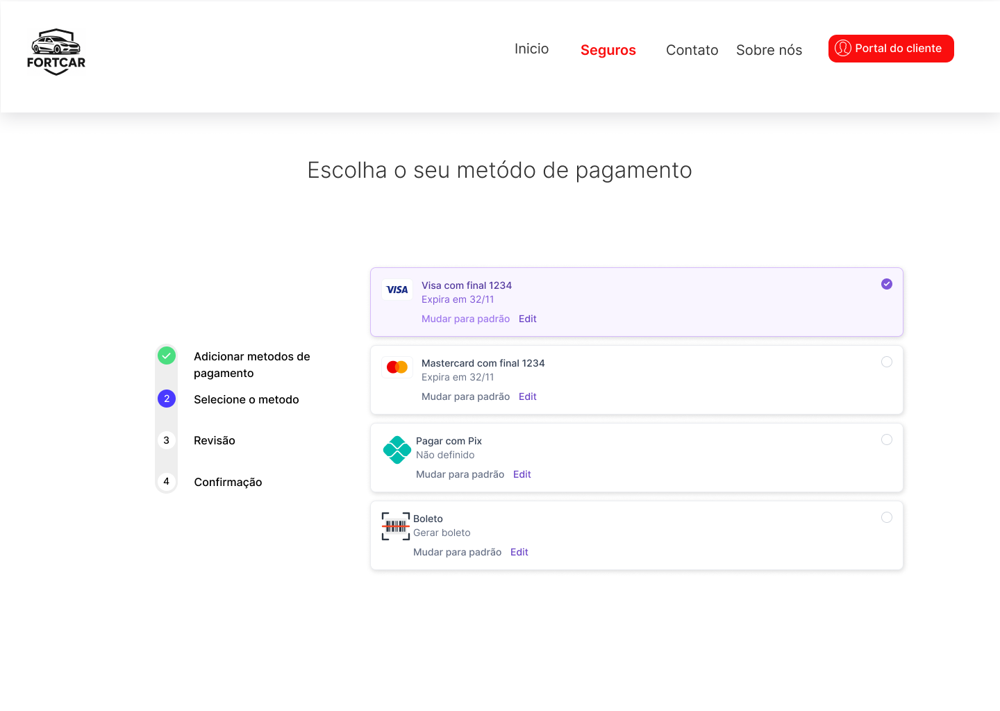 FORTCAR
Inicio
Seguros
Contato
Sobre nós
Portal do cliente
Escolha o seu metódo de pagamento
Adicionar metodos de
pagamento
2
Selecione o metodo
3
Revisão
4
Confirmação
VISA
Visa com final 1234
Expira em 32/11
Mudar para padrão Edit
Mastercard com final 1234
Expira em 32/11
Mudar para padrão Edit
Pagar com Pix
Não definido
Mudar para padrão Edit
Boleto
Gerar boleto
Mudar para padrão Edit